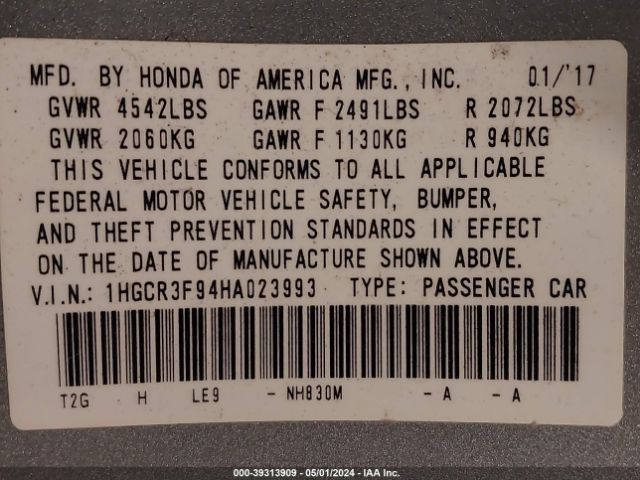 MFD. BY HONDA OF AMERICA MFG., INC. 01/'17
GVWR 4542LBS GAWR F 2491LBS R 2072LBS
GVWR 2060KG GAWR F 1130KG R 940KG
THIS VEHICLE CONFORMS TO ALL APPLICABLE
FEDERAL MOTOR VEHICLE SAFETY, BUMPER,
AND THEFT PREVENTION STANDARDS IN EFFECT
ON THE DATE OF MANUFACTURE SHOWN ABOVE.
V.I.N.: 1HGCR3F94HA023993 TYPE: PASSENGER CAR
T2G H LE9 - NH830M - A - A
000-39313909 - 05/01/2024 - IAA Inc.